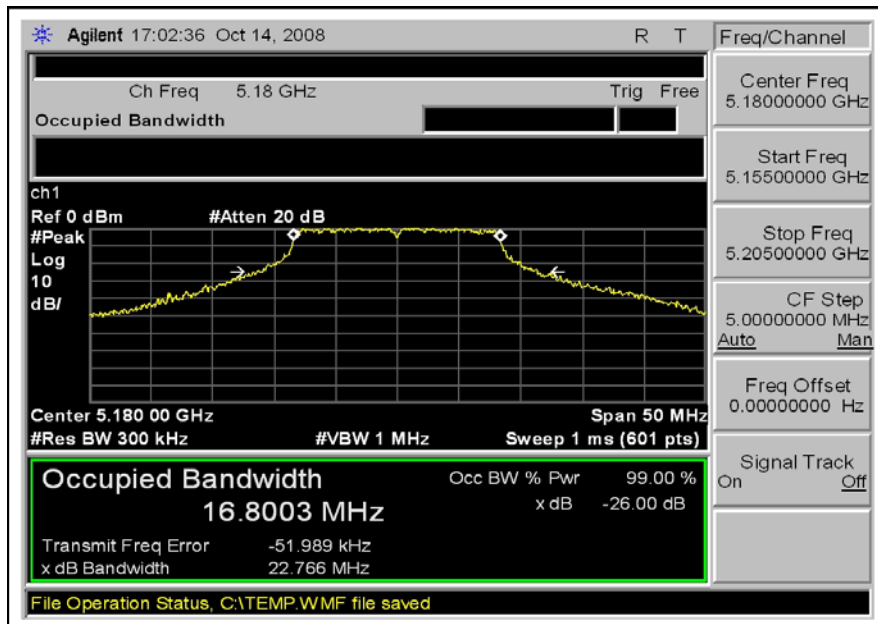 Agilent 17:02:36 Oct 14, 2008 R T
Ch Freq 5.18 GHz Trig Free
Occupied Bandwidth
ch1
Ref 0 dBm #Atten 20 dB
#Peak
Log
10
dB/
Center 5.180 00 GHz Span 50 MHz
#Res BW 300 kHz #VBW 1 MHz Sweep 1 ms (601 pts)
Occupied Bandwidth
16.8003 MHz
Occ BW % Pwr 99.00 %
x dB -26.00 dB
Transmit Freq Error -51.989 kHz
x dB Bandwidth 22.766 MHz
File Operation Status, C:\TEMP.WMF file saved
Freq/Channel
Center Freq
5.18000000 GHz
Start Freq
5.15500000 GHz
Stop Freq
5.20500000 GHz
CF Step
5.00000000 MHz
Auto Man
Freq Offset
0.00000000 Hz
Signal Track
On Off